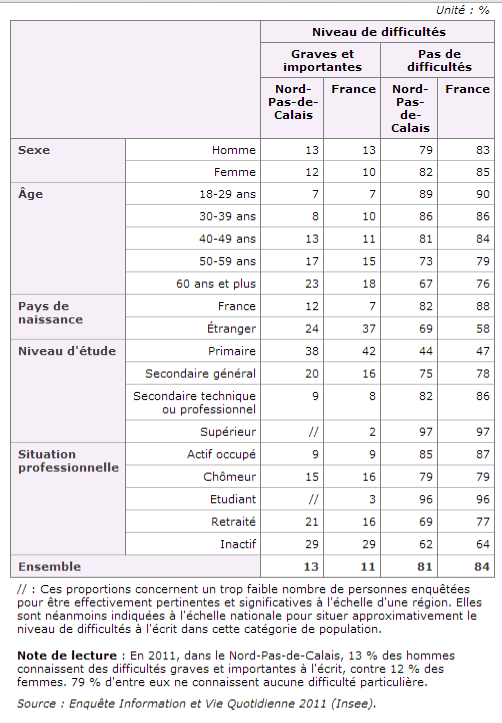 Unité : %
Niveau de difficultés
Graves et importantes
Pas de difficultés
Nord-Pas-de-Calais France Nord-Pas-de-Calais France
Sexe Homme 13 13 79 83
Femme 12 10 82 85
Âge 18-29 ans 7 7 89 90
30-39 ans 8 10 86 86
40-49 ans 13 11 81 84
50-59 ans 17 15 73 79
60 ans et plus 23 18 67 76
Pays de naissance France 12 7 82 88
Étranger 24 37 69 58
Niveau d'étude Primaire 38 42 44 47
Secondaire général 20 16 75 78
Secondaire technique ou professionnel 9 8 82 86
Supérieur // 2 97 97
Situation professionnelle Actif occupé 9 9 85 87
Chômeur 15 16 79 79
Etudiant // 3 96 96
Retraité 21 16 69 77
Inactif 29 29 62 64
Ensemble 13 11 81 84
// : Ces proportions concernent un trop faible nombre de personnes enquêtées
pour être effectivement pertinentes et significatives à l'échelle d'une région. Elles
sont néanmoins indiquées à l'échelle nationale pour situer approximativement le
niveau de difficultés à l'écrit dans cette catégorie de population.
Note de lecture : En 2011, dans le Nord-Pas-de-Calais, 13 % des hommes
connaissent des difficultés graves et importantes à l'écrit, contre 12 % des
femmes. 79 % d'entre eux ne connaissent aucune difficulté particulière.
Source : Enquête Information et Vie Quotidienne 2011 (Insee).